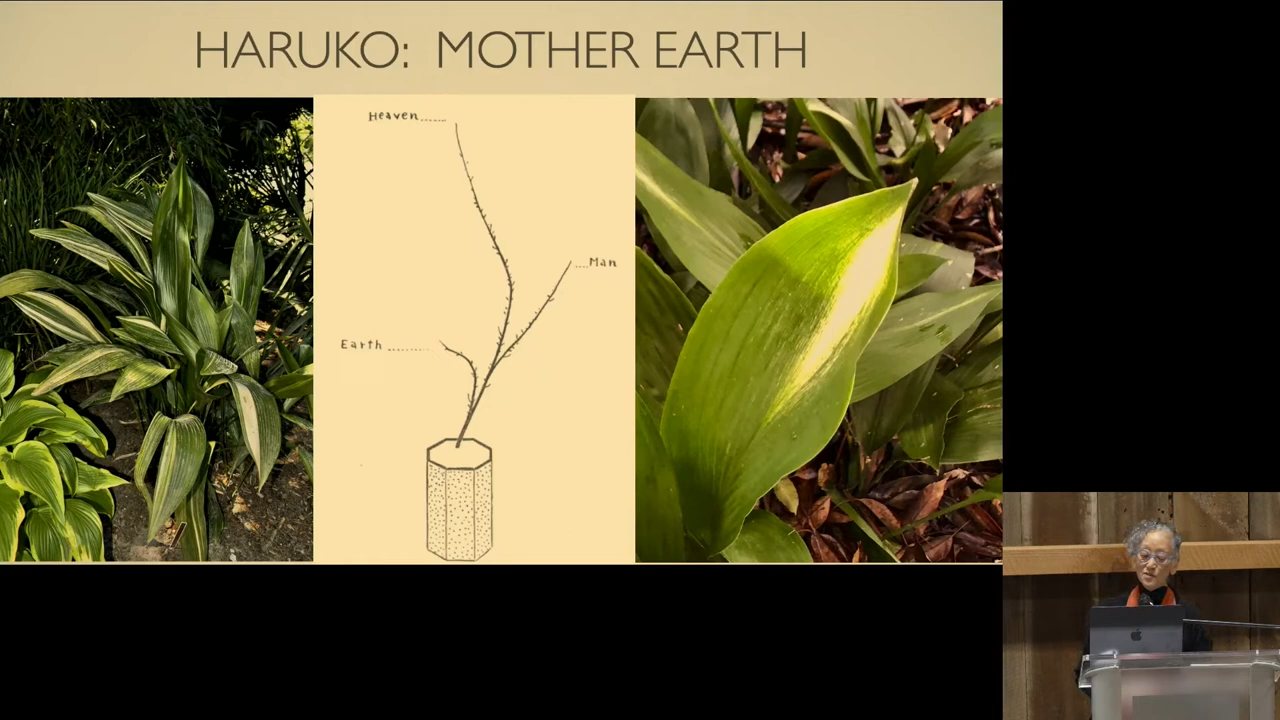 HARUKO: MOTHER EARTH
Heaven.......
....Man
Earth ..........